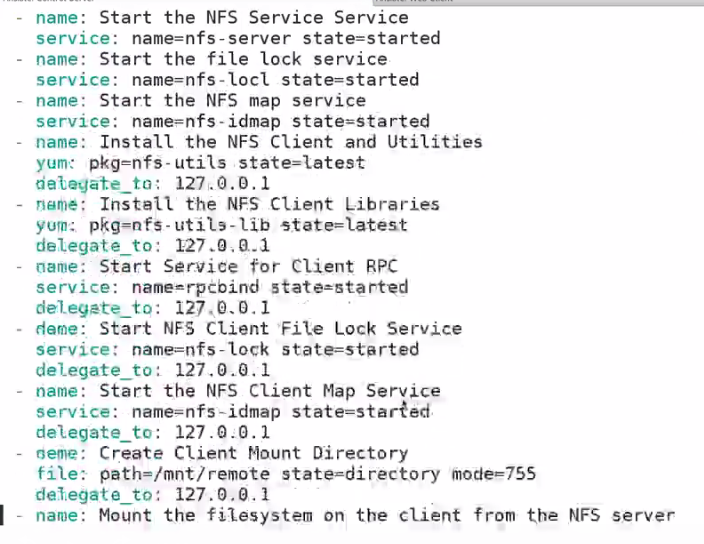 - name: Start the NFS Service Service
service: name=nfs-server state=started
- name: Start the file lock service
service: name=nfs-locl state=started
- name: Start the NFS map service
service: name=nfs-idmap state=started
- name: Install the NFS Client and Utilities
yum: pkg=nfs-utils state=latest
delegate_to: 127.0.0.1
- name: Install the NFS Client Libraries
yum: pkg=nfs-utils-lib state=latest
delegate_to: 127.0.0.1
- name: Start Service for Client RPC
service: name=rpcbind state=started
delegate_to: 127.0.0.1
- name: Start NFS Client File Lock Service
service: name=nfs-lock state=started
delegate_to: 127.0.0.1
- name: Start the NFS Client Map Service
service: name=nfs-idmap state=started
delegate_to: 127.0.0.1
- name: Create Client Mount Directory
file: path=/mnt/remote state=directory mode=755
delegate_to: 127.0.0.1
- name: Mount the filesystem on the client from the NFS server